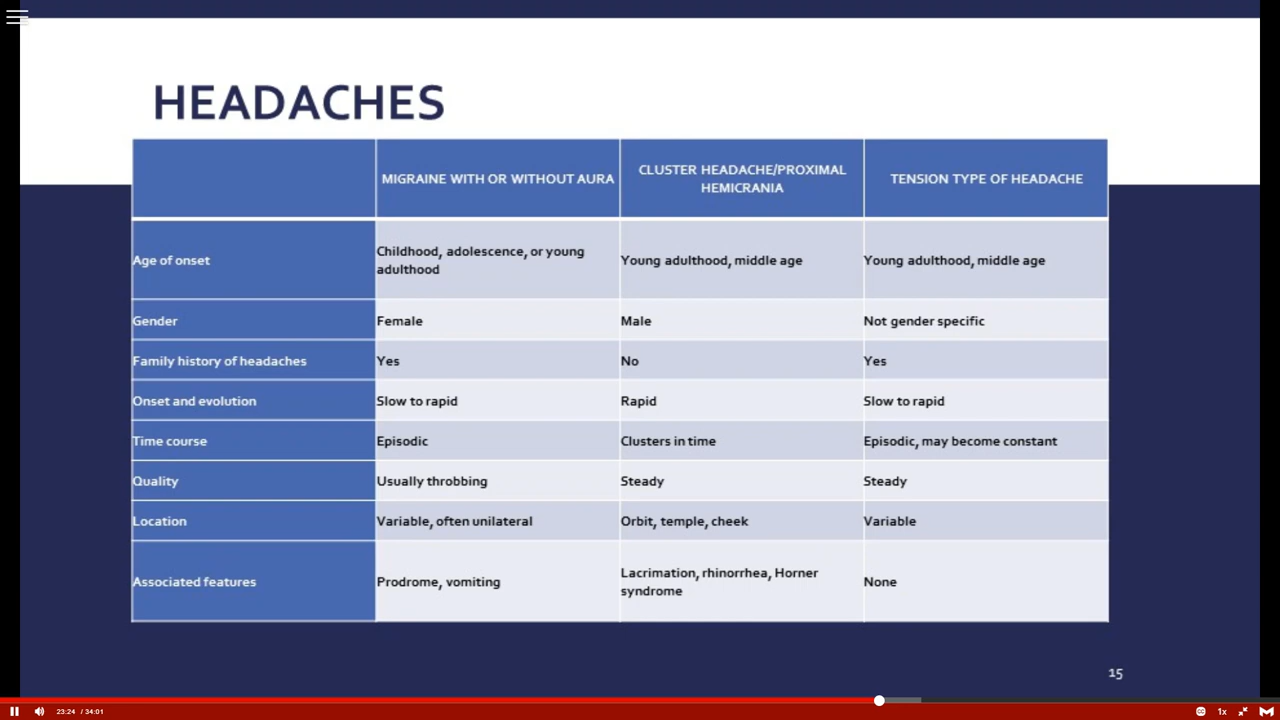 HEADACHES
MIGRAINE WITH OR WITHOUT AURA
CLUSTER HEADACHE/PROXIMAL
HEMICRANIA
TENSION TYPE OF HEADACHE
Age of onset
Childhood, adolescence, or young
adulthood
Young adulthood, middle age
Young adulthood, middle age
Gender
Female
Male
Not gender specific
Family history of headaches
Yes
No
Yes
Onset and evolution
Slow to rapid
Rapid
Slow to rapid
Time course
Episodic
Clusters in time
Episodic, may become constant
Quality
Usually throbbing
Steady
Steady
Location
Variable, often unilateral
Orbit, temple, cheek
Variable
Associated features
Prodrome, vomiting
Lacrimation, rhinorrhea, Horner
syndrome
None
15
23:24 / 34:01
CC
1x